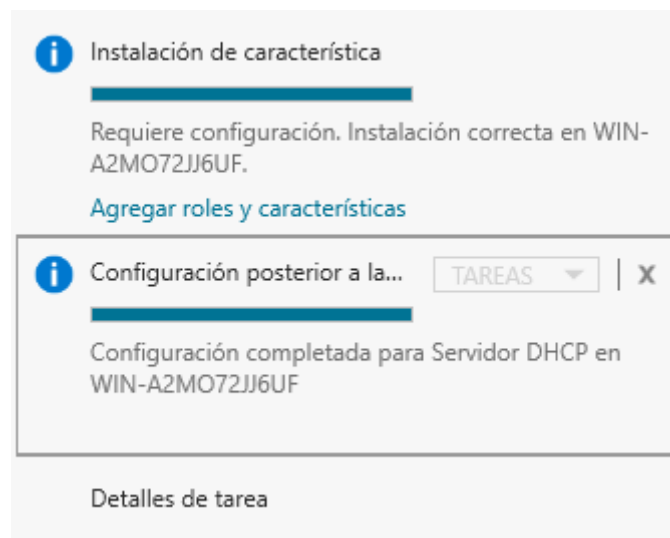 Instalación de característica
Requiere configuración. Instalación correcta en WIN-
A2MO72JJ6UF.
Agregar roles y características
Configuración posterior a la... TAREAS X
Configuración completada para Servidor DHCP en
WIN-A2MO72JJ6UF
Detalles de tarea